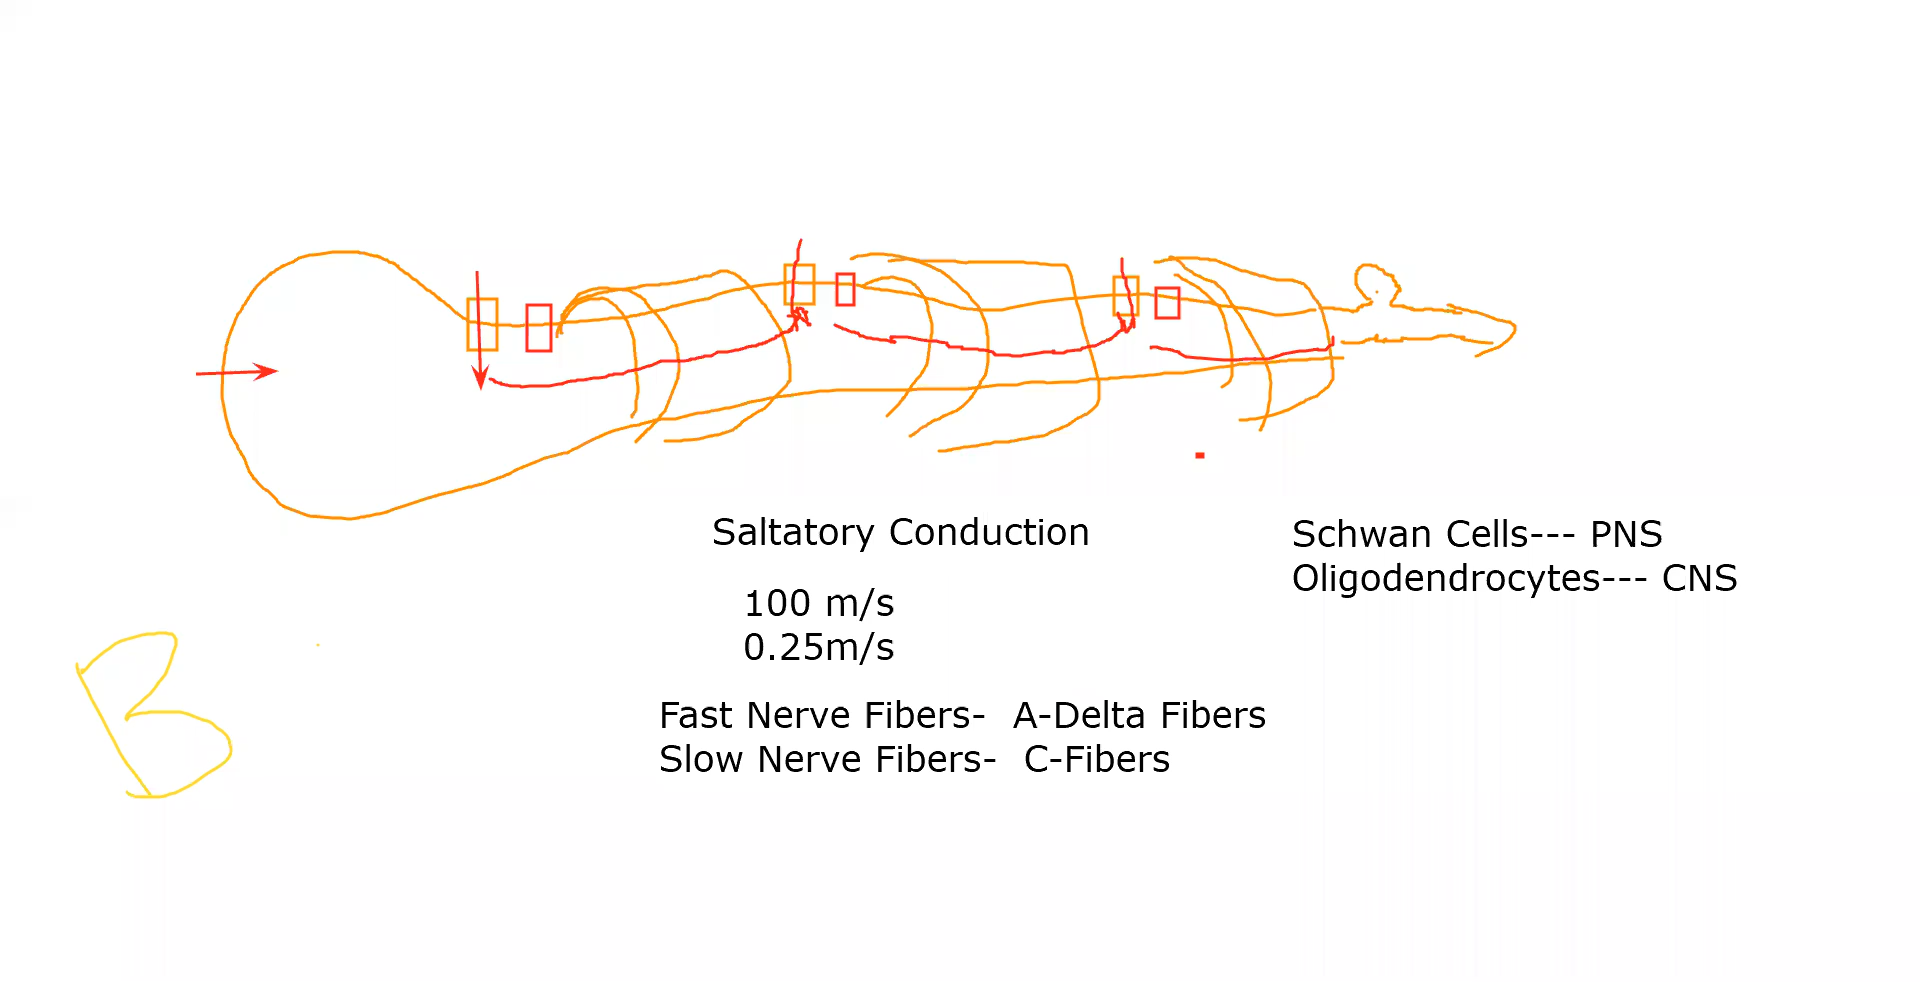 Saltatory Conduction
Schwan Cells--- PNS
Oligodendrocytes--- CNS
100 m/s
0.25m/s
B
Fast Nerve Fibers- A-Delta Fibers
Slow Nerve Fibers- C-Fibers